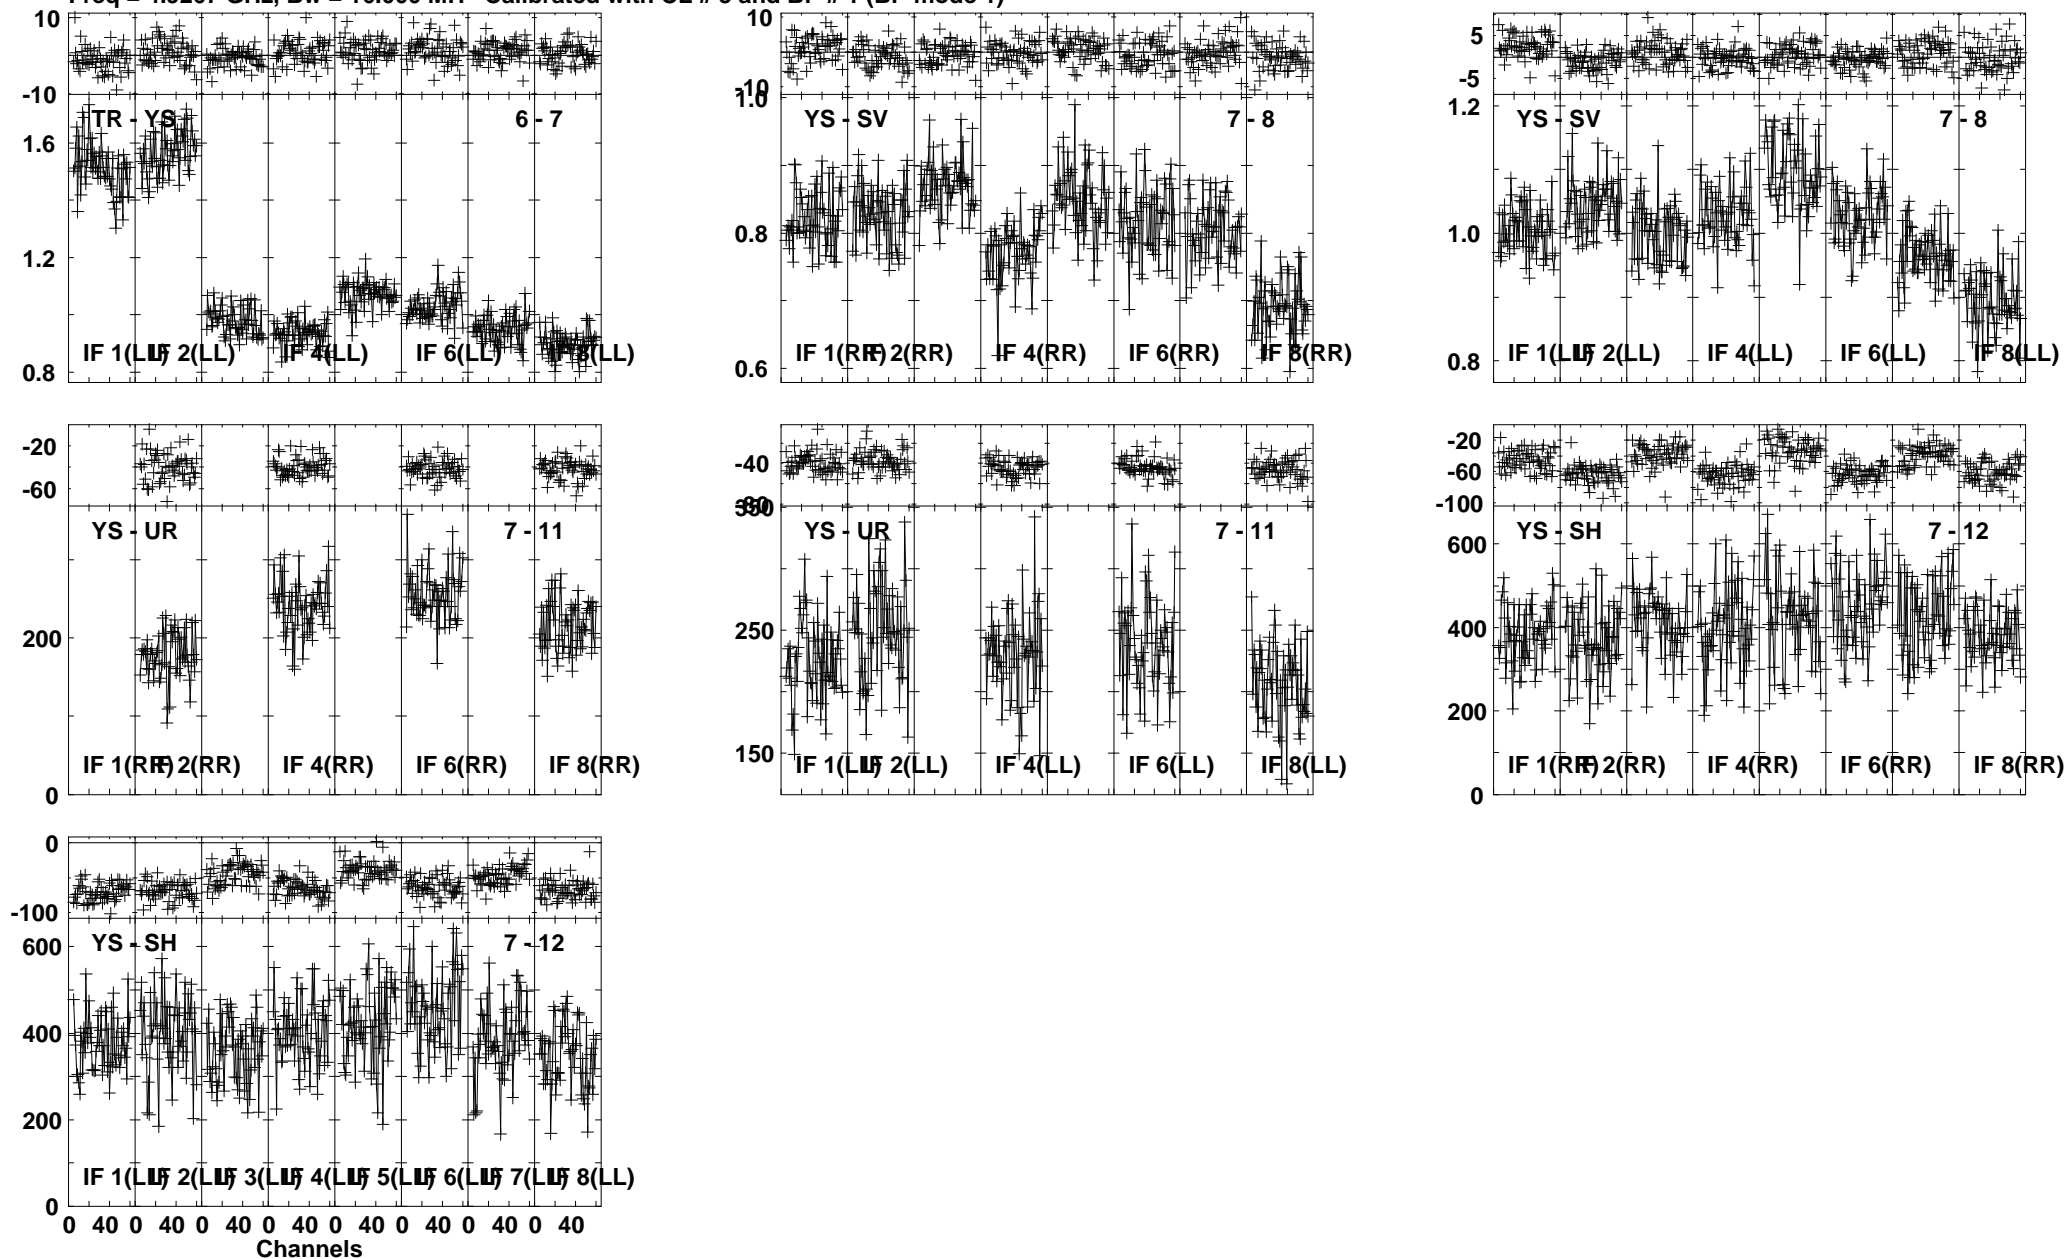 10
-10
TR - YS
6 - 7
1.6
1.2
0.8
IF 1(LL)
IF 2(LL)
IF 4(LL)
IF 6(LL)
IF 8(LL)
10
-10
1.0
YS - SV
7 - 8
0.8
0.6
IF 1(RR)
IF 2(RR)
IF 4(RR)
IF 6(RR)
IF 8(RR)
5
-5
1.2
YS - SV
7 - 8
1.0
0.8
IF 1(LL)
IF 2(LL)
IF 4(LL)
IF 6(LL)
IF 8(LL)
-20
-60
YS - UR
7 - 11
200
0
IF 1(RR)
IF 2(RR)
IF 4(RR)
IF 6(RR)
IF 8(RR)
-40
-80
350
YS - UR
7 - 11
250
150
IF 1(LL)
IF 2(LL)
IF 4(LL)
IF 6(LL)
IF 8(LL)
-20
-60
-100
YS - SH
7 - 12
600
400
200
0
IF 1(RR)
IF 2(RR)
IF 4(RR)
IF 6(RR)
IF 8(RR)
0
-100
YS - SH
7 - 12
600
400
200
0
IF 1(LL)
IF 2(LL)
IF 3(LL)
IF 4(LL)
IF 5(LL)
IF 6(LL)
IF 7(LL)
IF 8(LL)
0 40 0 40 0 40 0 40 0 40 0 40 0 40 0 40
Channels